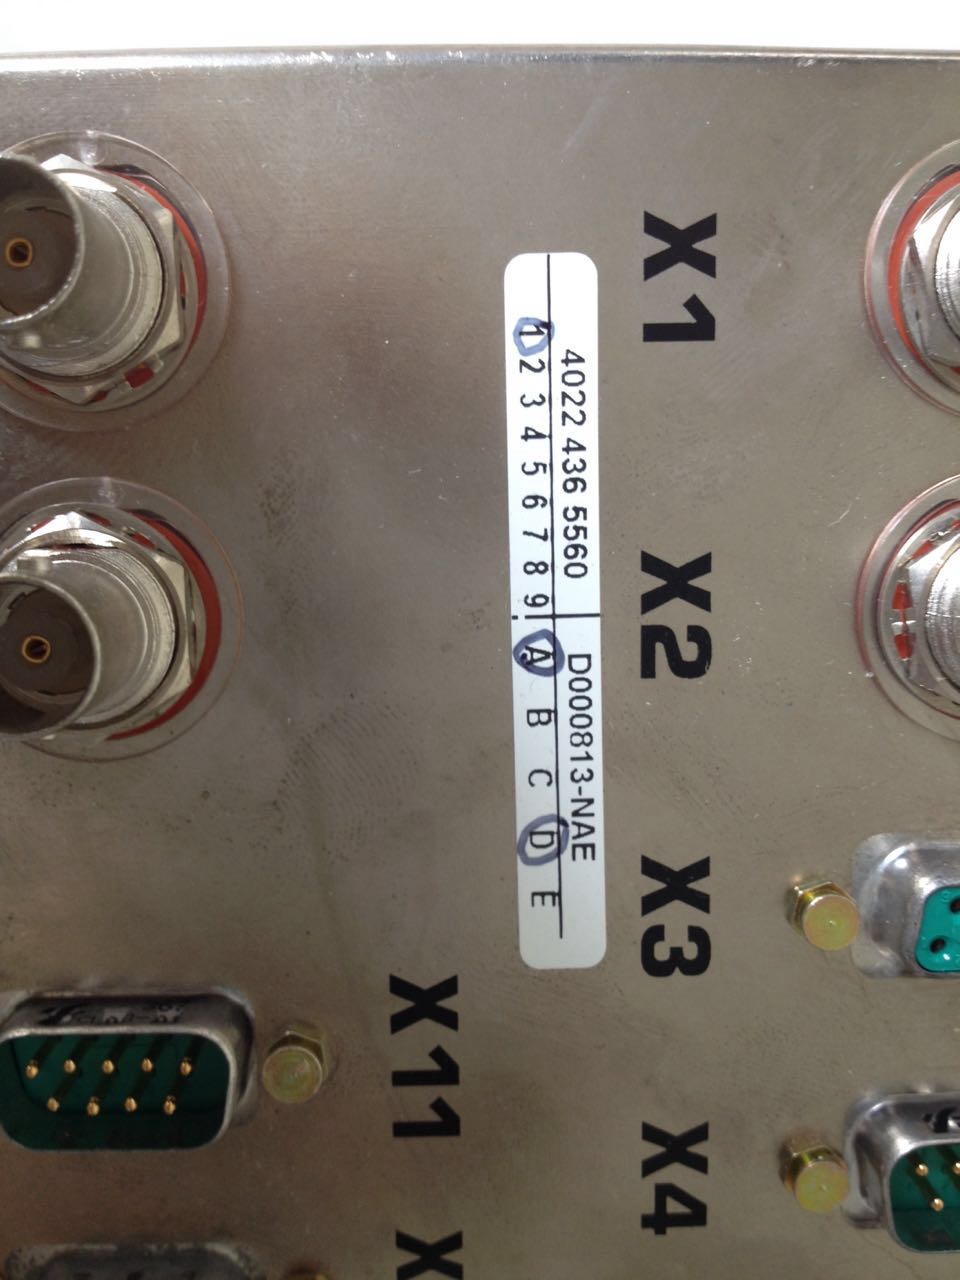 X1
4022 436 5560
D000813-NAE
1 2 3 4 5 6 7 8 9
A B C D E
X2
X3
X11
X4
X